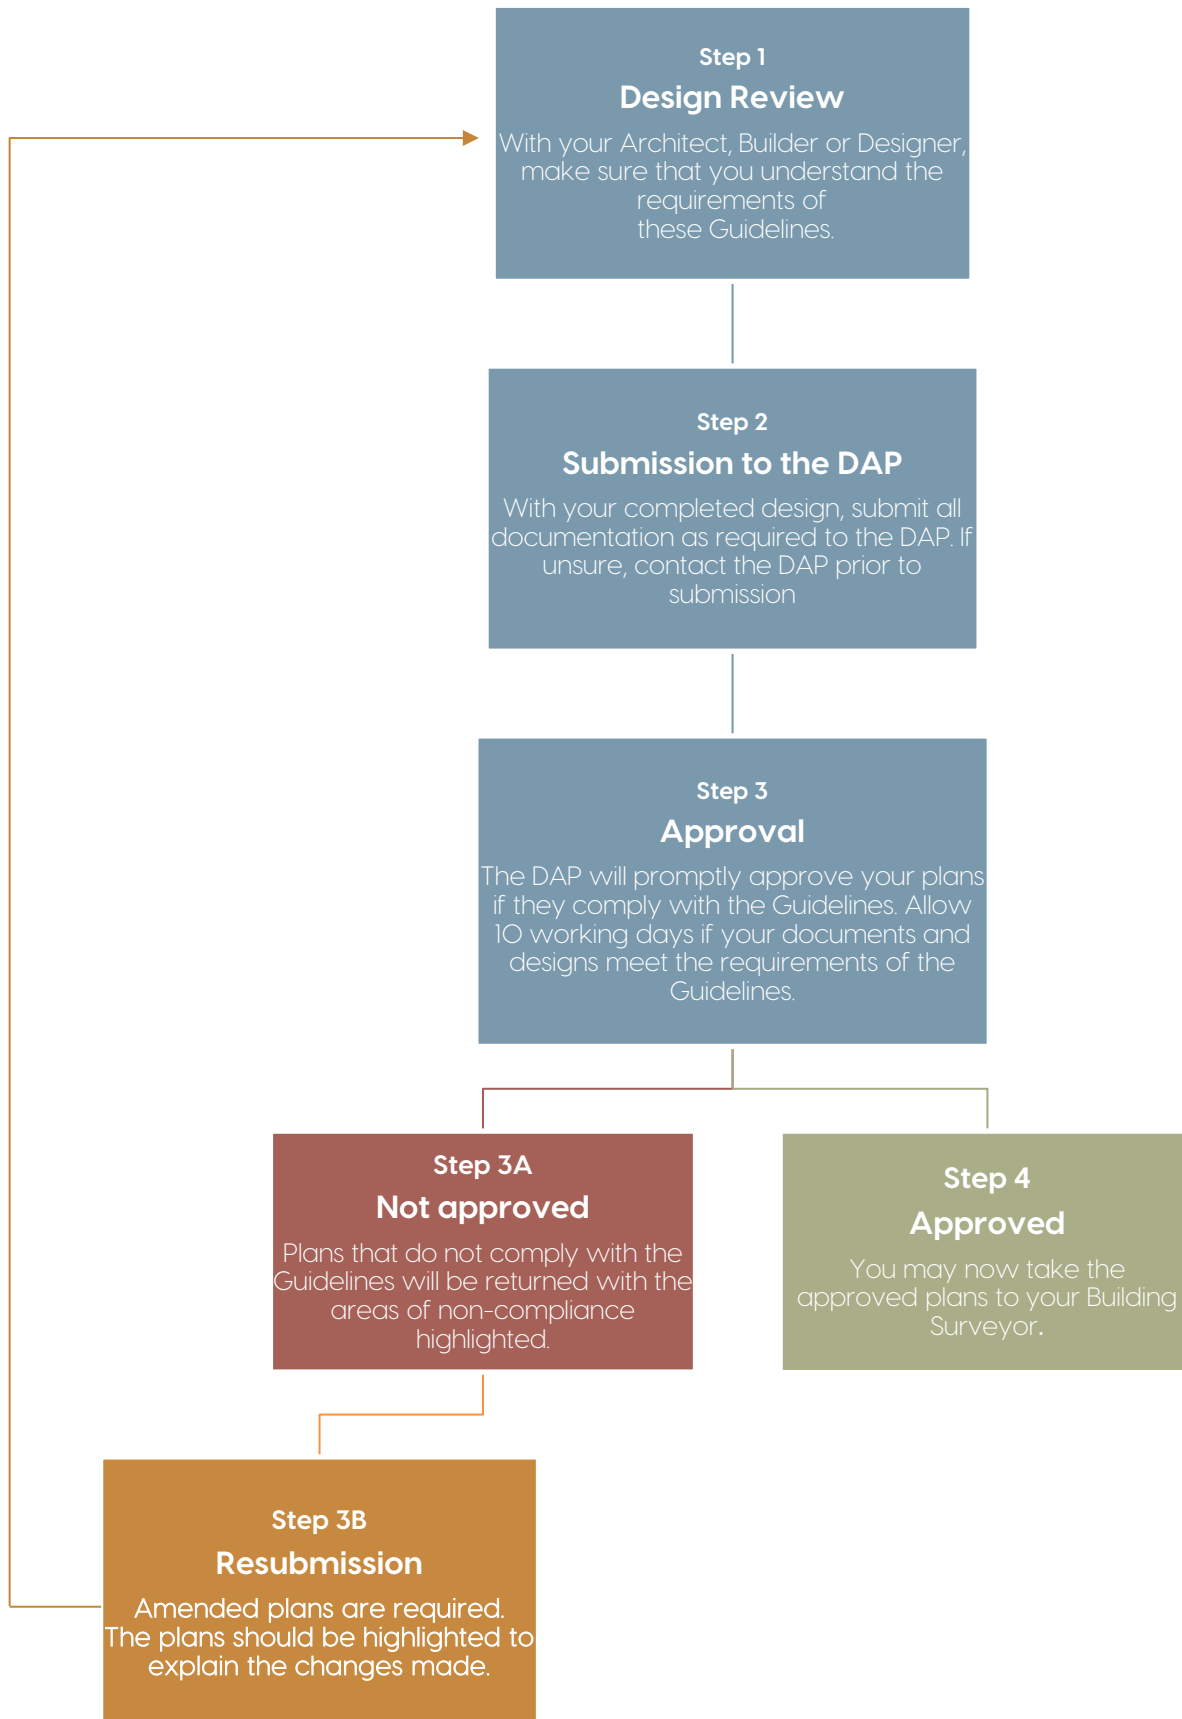 Step 1
Design Review
With your Architect, Builder or Designer,
make sure that you understand the
requirements of
these Guidelines.
Step 2
Submission to the DAP
With your completed design, submit all
documentation as required to the DAP. If
unsure, contact the DAP prior to
submission
Step 3
Approval
The DAP will promptly approve your plans
if they comply with the Guidelines. Allow
10 working days if your documents and
designs meet the requirements of the
Guidelines.
Step 3A
Not approved
Plans that do not comply with the
Guidelines will be returned with the
areas of non-compliance
highlighted.
Step 4
Approved
You may now take the
approved plans to your Building
Surveyor.
Step 3B
Resubmission
Amended plans are required.
The plans should be highlighted to
explain the changes made.